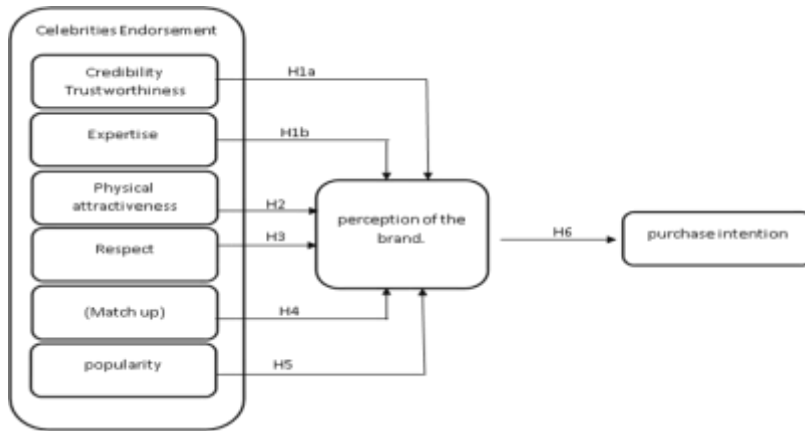 Celebrities Endorsement
Credibility
Trustworthiness
H1a
Expertise
H1b
Physical
attractiveness
H2
Respect
H3
(Match up)
H4
popularity
H5
perception of the
brand.
H6
purchase intention